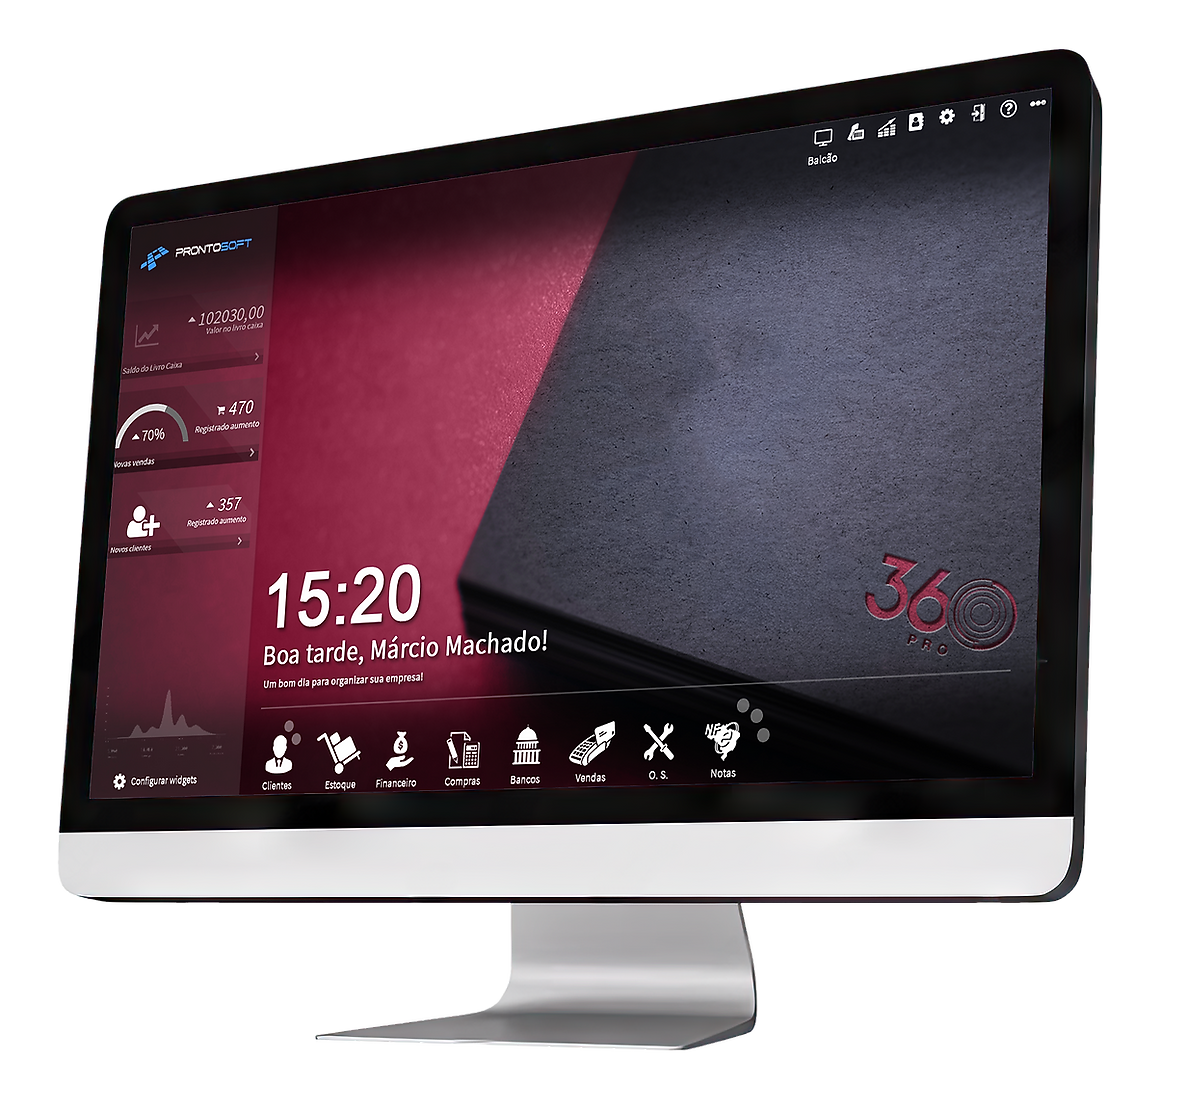 Balcão
PRONTOSOFT
102030,00
Valor no livro caixa
Saldo do Livro Caixa
70%
470
Registrado aumento
Novas vendas
357
Registrado aumento
Novos clientes
15:20
Boa tarde, Márcio Machado!
Um bom dia para organizar sua empresa!
360
PRO
Configurar widgets
Clientes
Estoque
Financeiro
Compras
Bancos
Vendas
O. S.
NF
Notas